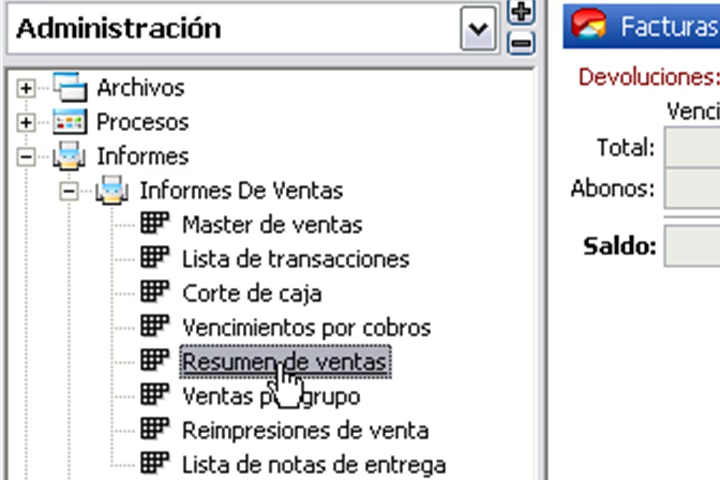 Administración
Archivos
Procesos
Informes
Informes De Ventas
Master de ventas
Lista de transacciones
Corte de caja
Vencimientos por cobros
Resumen de ventas
Ventas grupo
Reimpresiones de venta
Lista de notas de entrega
Facturas
Devoluciones:
Venci
Total:
Abonos:
Saldo: